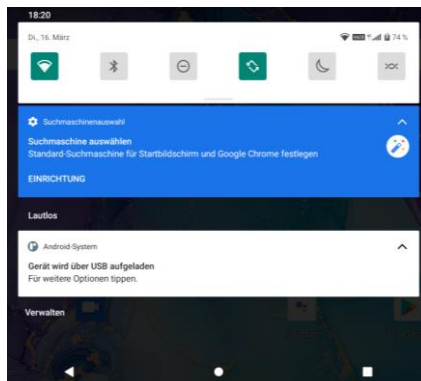 18:20
Di., 16. März
74 %
Suchmaschinenauswahl
Suchmaschine auswählen
Standard-Suchmaschine für Startbildschirm und Google Chrome festlegen
EINRICHTUNG
Lautlos
Android-System
Gerät wird über USB aufgeladen
Für weitere Optionen tippen.
Verwalten